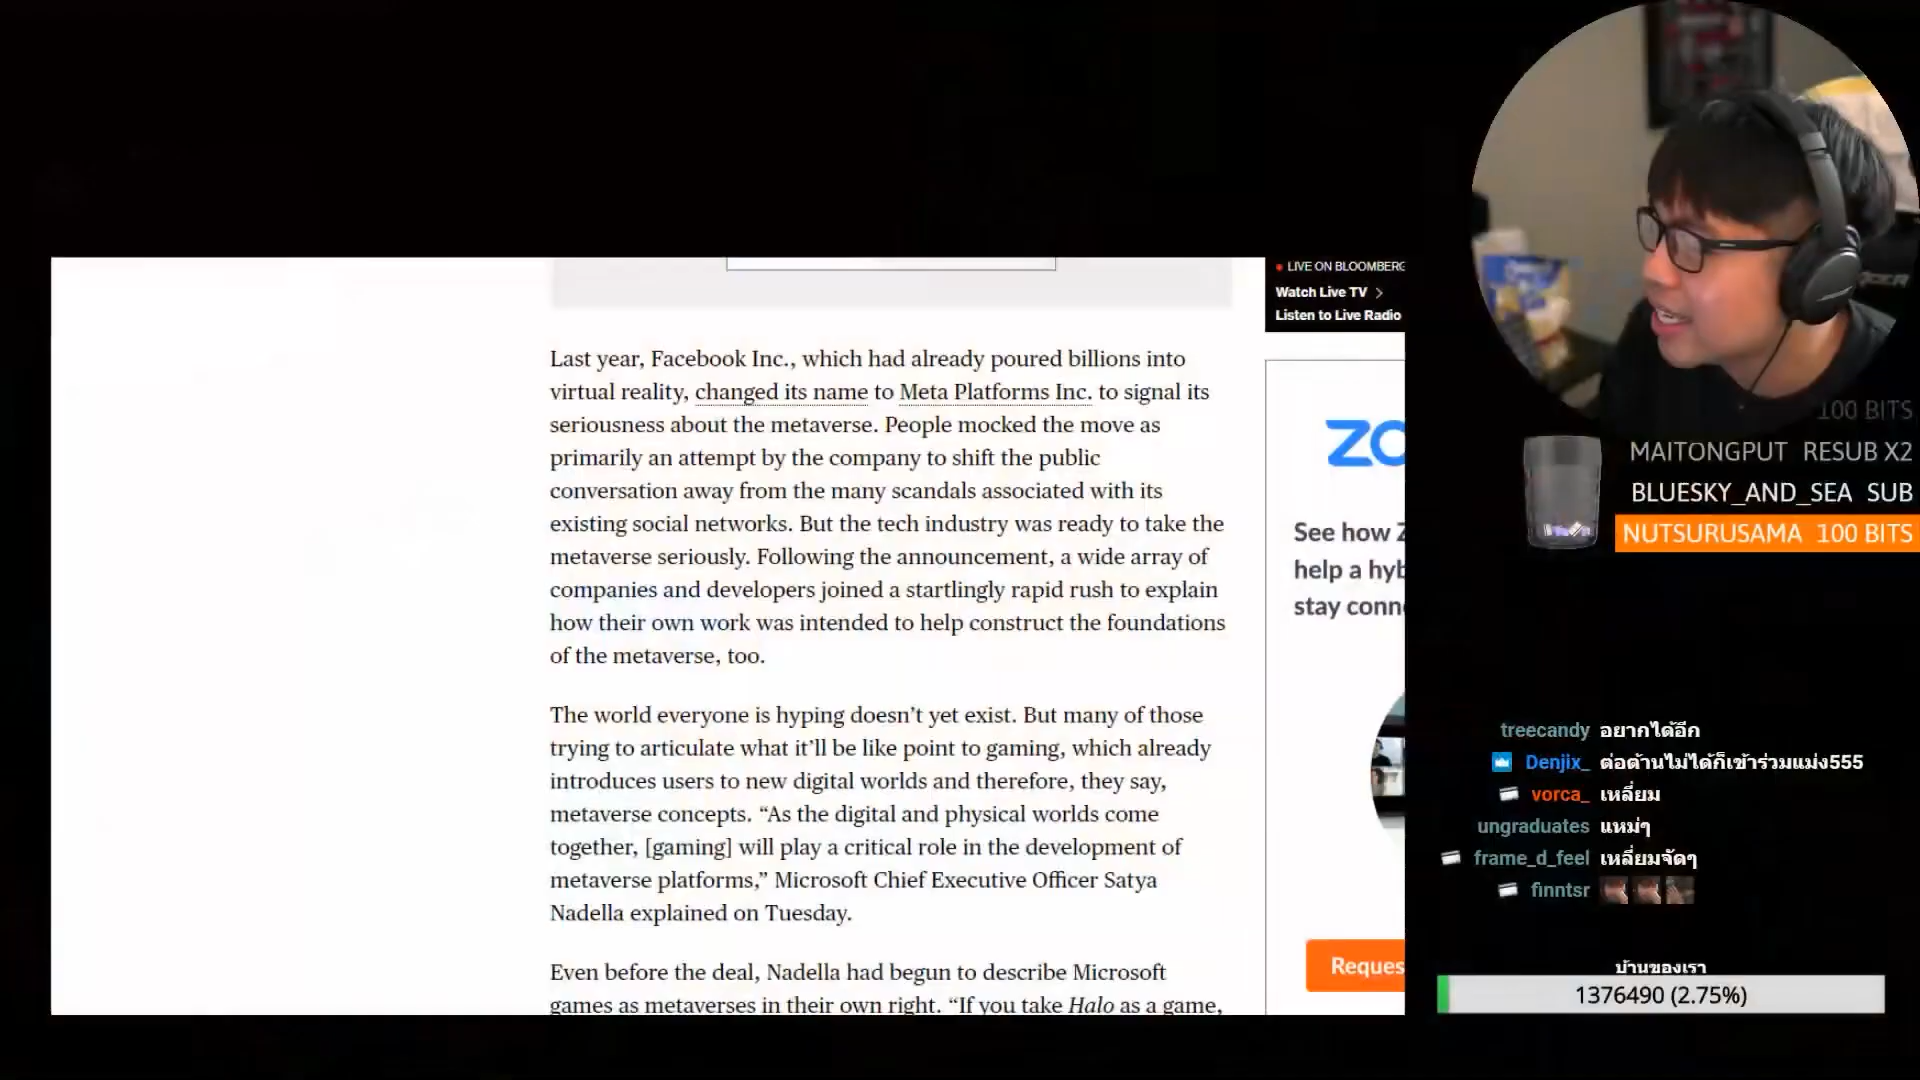 LIVE ON BLOOMBERG
Watch Live TV
Listen to Live Radio
Last year, Facebook Inc., which had already poured billions into
virtual reality, changed its name to Meta Platforms Inc. to signal its
seriousness about the metaverse. People mocked the move as
primarily an attempt by the company to shift the public
conversation away from the many scandals associated with its
existing social networks. But the tech industry was ready to take the
metaverse seriously. Following the announcement, a wide array of
companies and developers joined a startlingly rapid rush to explain
how their own work was intended to help construct the foundations
of the metaverse, too.
The world everyone is hyping doesn’t yet exist. But many of those
trying to articulate what it’ll be like point to gaming, which already
introduces users to new digital worlds and therefore, they say,
metaverse concepts. “As the digital and physical worlds come
together, [gaming] will play a critical role in the development of
metaverse platforms,” Microsoft Chief Executive Officer Satya
Nadella explained on Tuesday.
Even before the deal, Nadella had begun to describe Microsoft
games as metaverses in their own right. “If you take Halo as a game,
zo
See how Z
help a hyb
stay conn
Reques
100 BITS
MAITONGPUT RESUB X2
BLUESKY_AND_SEA SUB
NUTSURUSAMA 100 BITS
treecandy อยากได้อีก
Denjix_ ต่อต้านไม่ได้ก็เข้าร่วมแม่ง555
vorca_ เหลี่ยม
ungraduates แหม่ๆ
frame_d_feel เหลี่ยมจัดๆ
finntsr
บ้านของเรา
1376490 (2.75%)